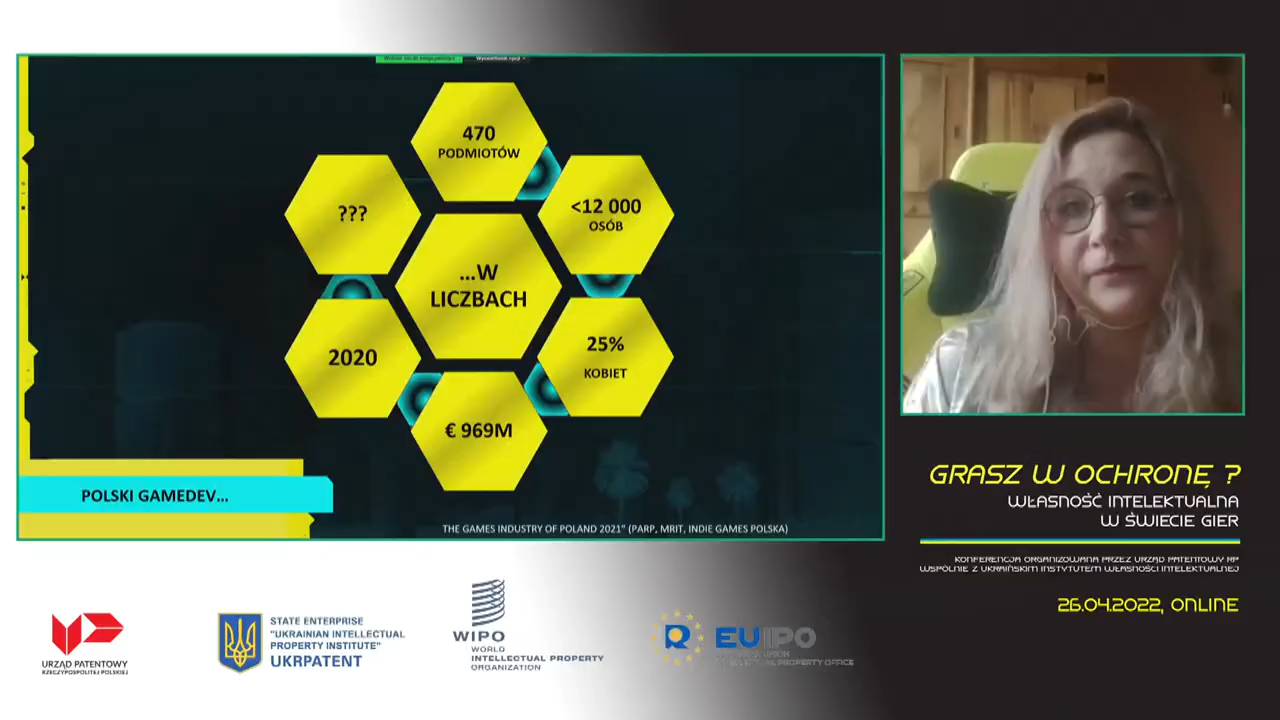 470
PODMIOTÓW
???
<12 000
OSÓB
...W
LICZBACH
2020
25%
KOBIET
€ 969M
POLSKI GAMEDEV...
THE GAMES INDUSTRY OF POLAND 2021" (PARP, MRIT, INDIE GAMES POLSKA)
GRASZ W OCHRONĘ ?
WŁASNOŚĆ INTELEKTUALNA
W ŚWIECIE GIER
KONFERENCJA ORGANIZOWANA PRZEZ URZĄD PATENTOWY RP
WSPÓLNIE Z UKRAIŃSKIM INSTYTUTEM WŁASNOŚCI INTELEKTUALNEJ
26.04.2022, ONLINE
URZĄD PATENTOWY
RZECZYPOSPOLITEJ POLSKIEJ
STATE ENTERPRISE
"UKRAINIAN INTELLECTUAL
PROPERTY INSTITUTE"
UKRPATENT
WIPO
WORLD
INTELLECTUAL PROPERTY
ORGANIZATION
EUIPO
INTELLECTUAL PROPERTY OFFICE